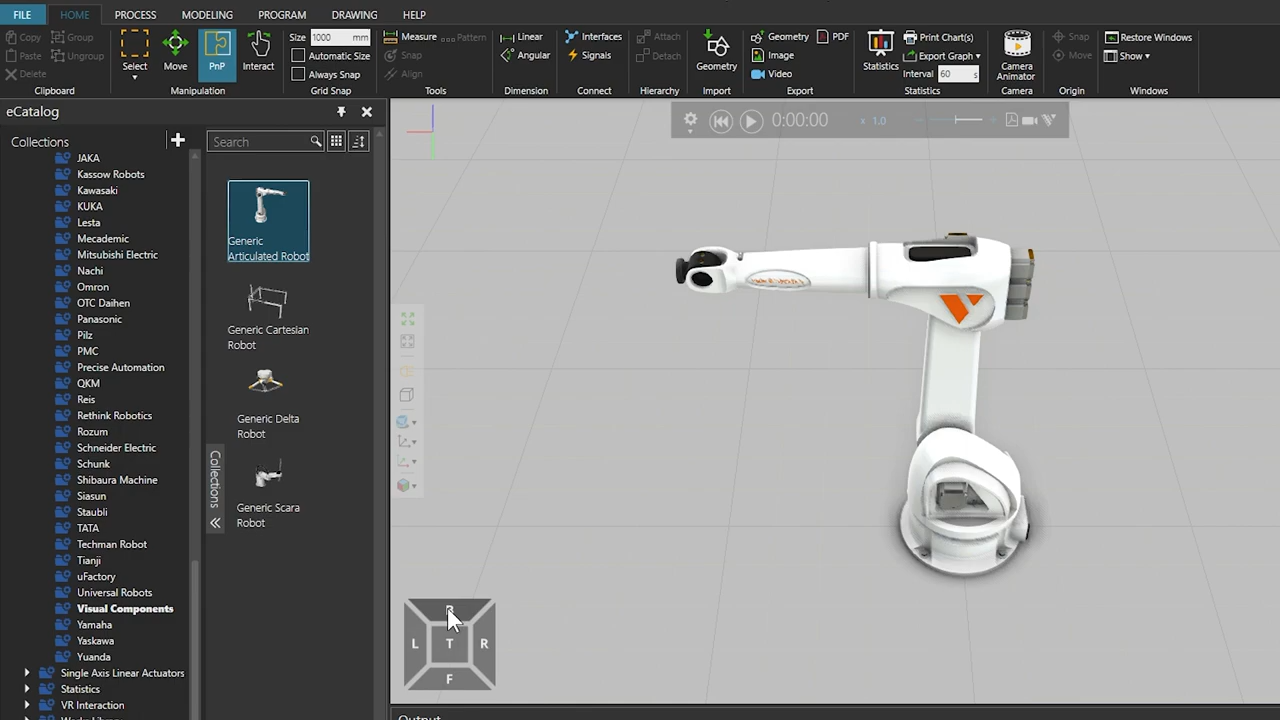 FILE
HOME
PROCESS
MODELING
PROGRAM
DRAWING
HELP
Copy
Group
Paste
Ungroup
Delete
Clipboard
Select
Move
PnP
Interact
Manipulation
Size 1000 mm
Automatic Size
Always Snap
Grid Snap
Measure
Pattern
Snap
Align
Tools
Linear
Angular
Dimension
Interfaces
Signals
Connect
Attach
Detach
Hierarchy
Geometry
Import
Geometry
PDF
Image
Video
Export
Statistics
Print Chart(s)
Export Graph
Interval 60 s
Statistics
Camera
Animator
Camera
Snap
Move
Origin
Restore Windows
Show
Windows
eCatalog
Collections
Search
JAKA
Kassow Robots
Kawasaki
KUKA
Lesta
Mecademic
Mitsubishi Electric
Nachi
Omron
OTC Daihen
Panasonic
Pilz
PMC
Precise Automation
QKM
Reis
Rethink Robotics
Rozum
Schneider Electric
Schunk
Shibaura Machine
Siasun
Staubli
TATA
Techman Robot
Tianji
uFactory
Universal Robots
Visual Components
Yamaha
Yaskawa
Yuanda
Single Axis Linear Actuators
Statistics
VR Interaction
Collections
Generic
Articulated Robot
Generic Cartesian
Robot
Generic Delta
Robot
Generic Scara
Robot
0:00:00
x 1.0
L
T
R
F
Output